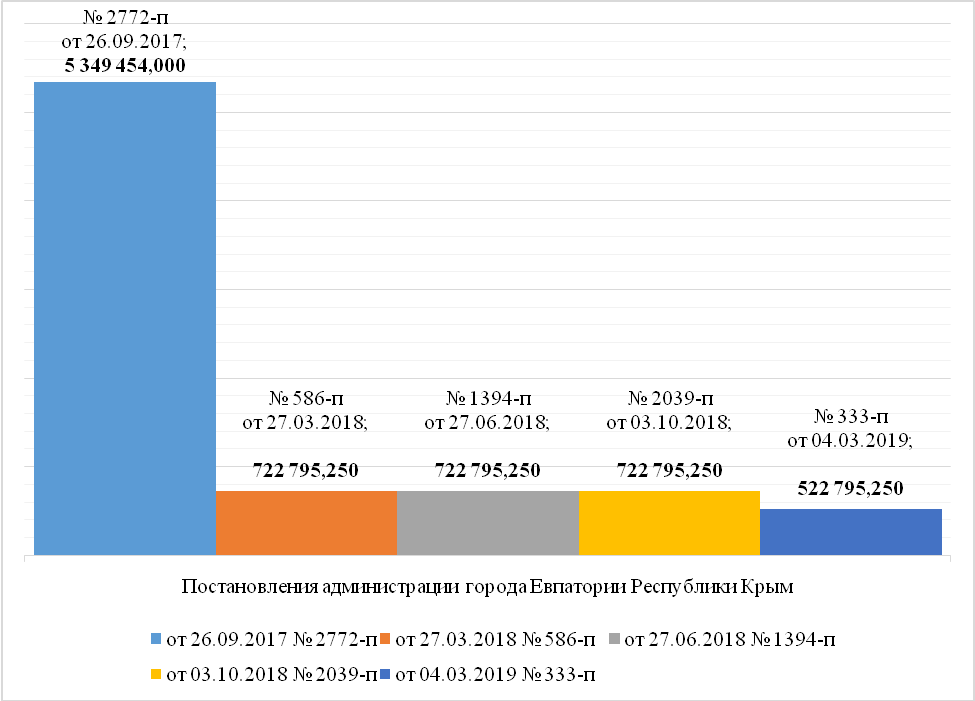 № 2772-п
от 26.09.2017;
5 349 454,000
№ 586-п
от 27.03.2018;
722 795,250
№ 1394-п
от 27.06.2018;
722 795,250
№ 2039-п
от 03.10.2018;
722 795,250
№ 333-п
от 04.03.2019;
522 795,250
Постановления администрации города Евпатории Республики Крым
от 26.09.2017 № 2772-п
от 27.03.2018 № 586-п
от 27.06.2018 № 1394-п
от 03.10.2018 № 2039-п
от 04.03.2019 № 333-п